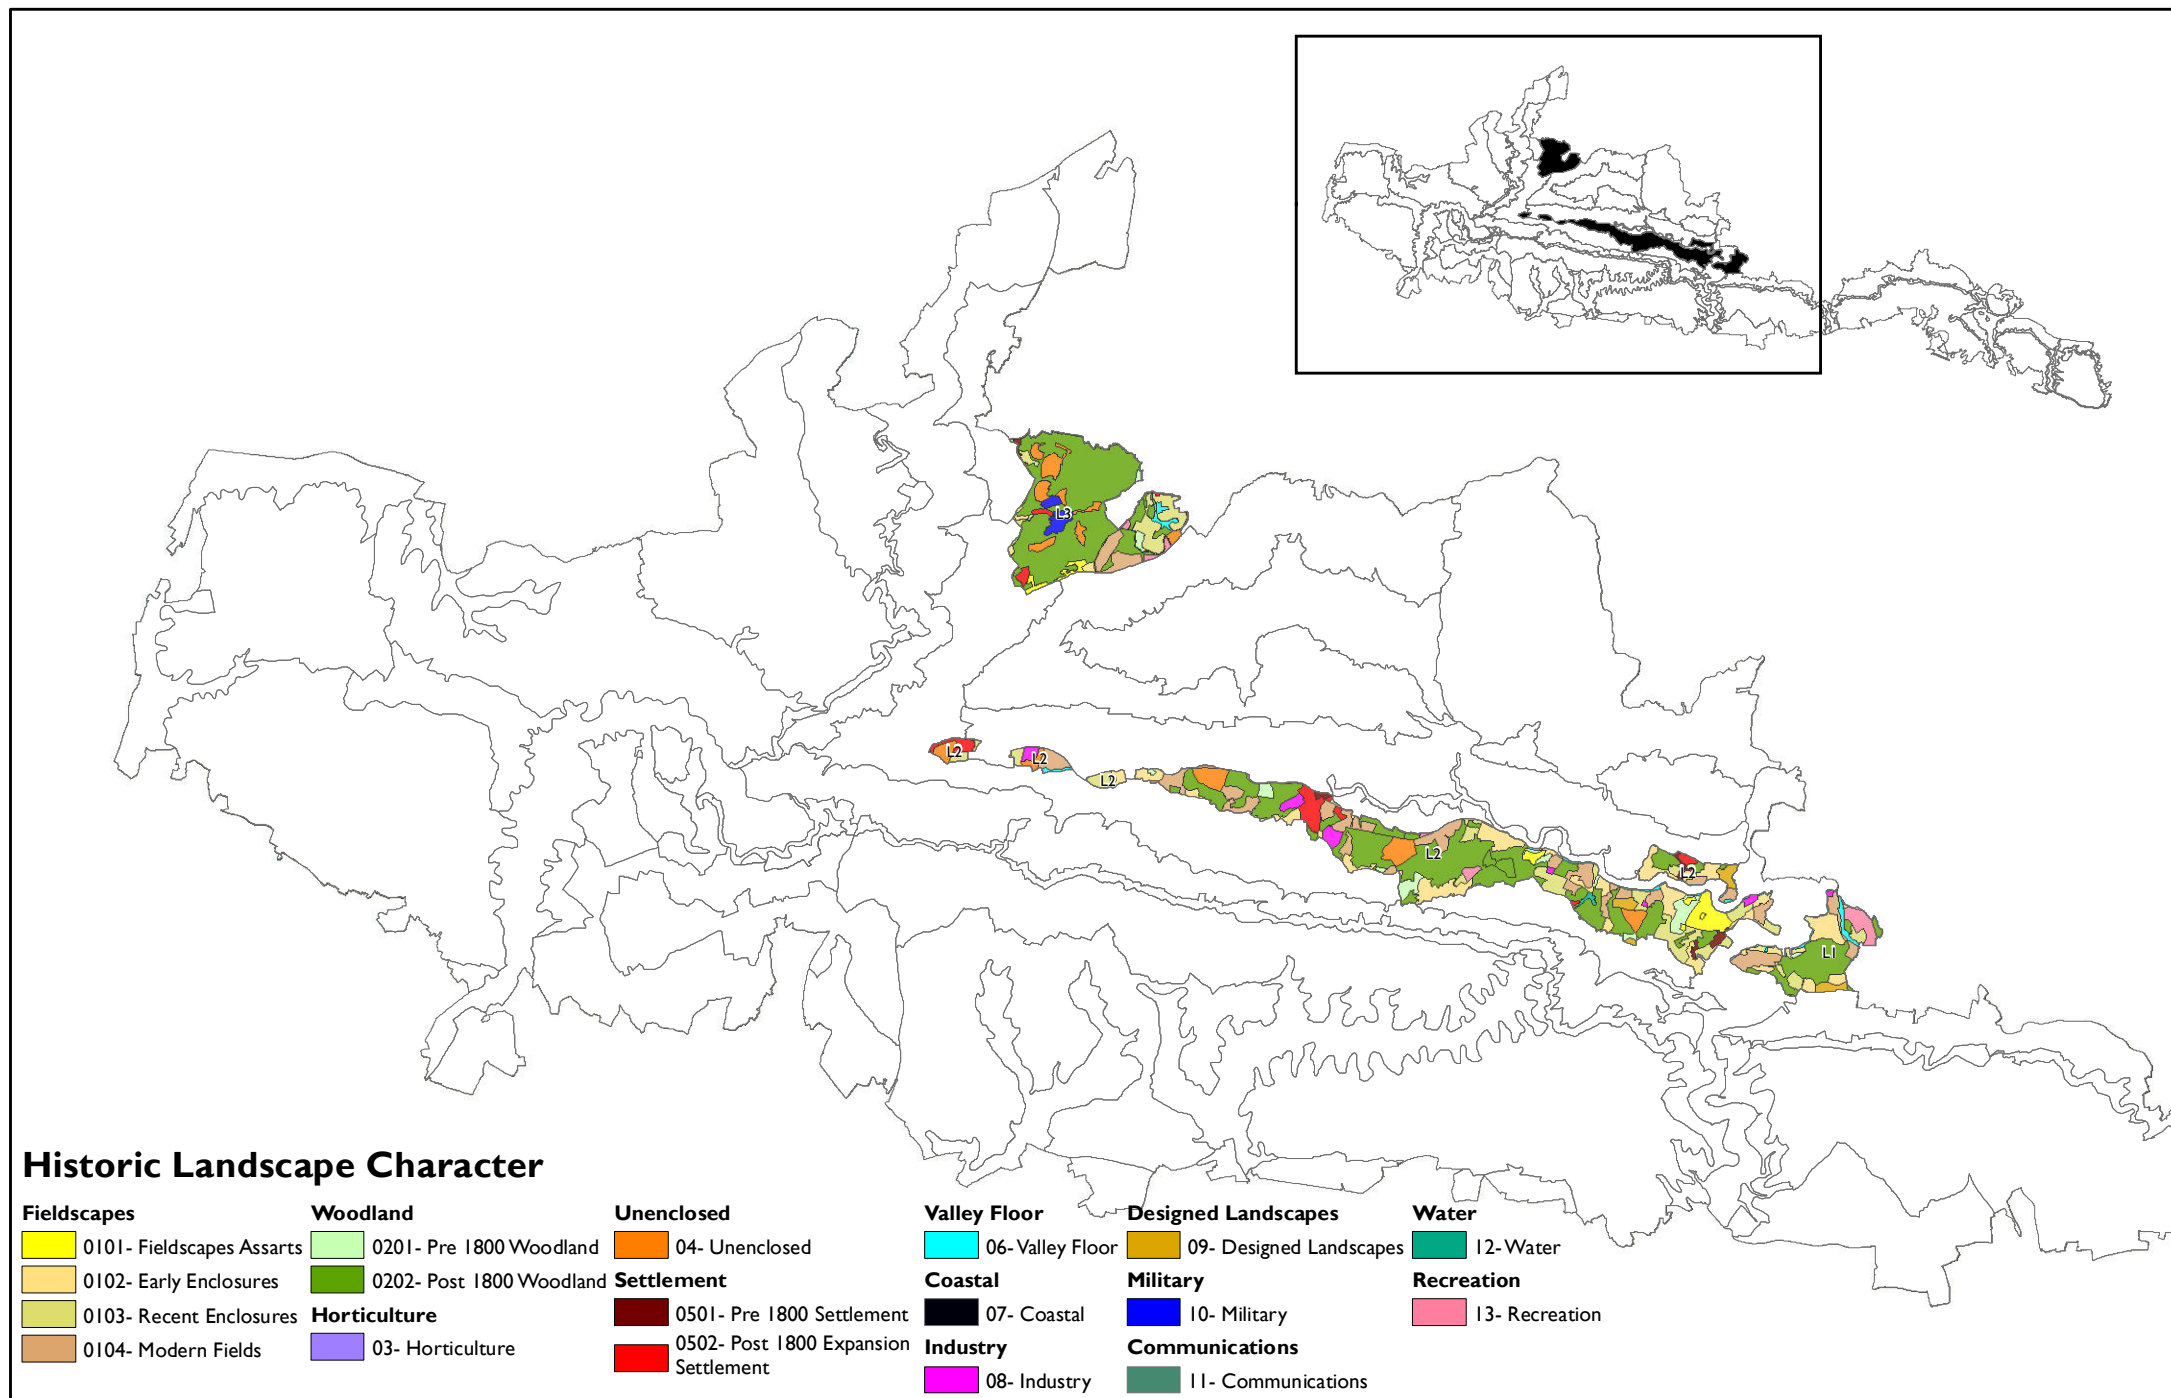 L3
L2
L2
L2
L2
L2
L1
Historic Landscape Character
Fieldscapes
0101- Fieldscapes Assarts
0102- Early Enclosures
0103- Recent Enclosures
0104- Modern Fields
Woodland
0201- Pre 1800 Woodland
0202- Post 1800 Woodland
Horticulture
03- Horticulture
Unenclosed
04- Unenclosed
Settlement
0501- Pre 1800 Settlement
0502- Post 1800 Expansion
Settlement
Valley Floor
06- Valley Floor
Coastal
07- Coastal
Industry
08- Industry
Designed Landscapes
09- Designed Landscapes
Military
10- Military
Communications
11- Communications
Water
12- Water
Recreation
13- Recreation